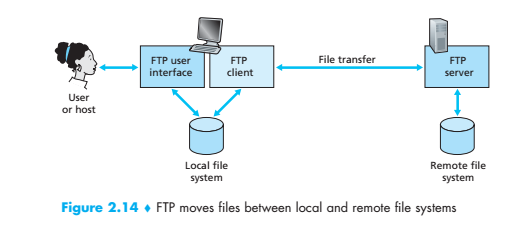 FTP user
interface
FTP
client
File transfer
FTP
server
User
or host
Local file
system
Remote file
system
Figure 2.14 ♦ FTP moves files between local and remote file systems